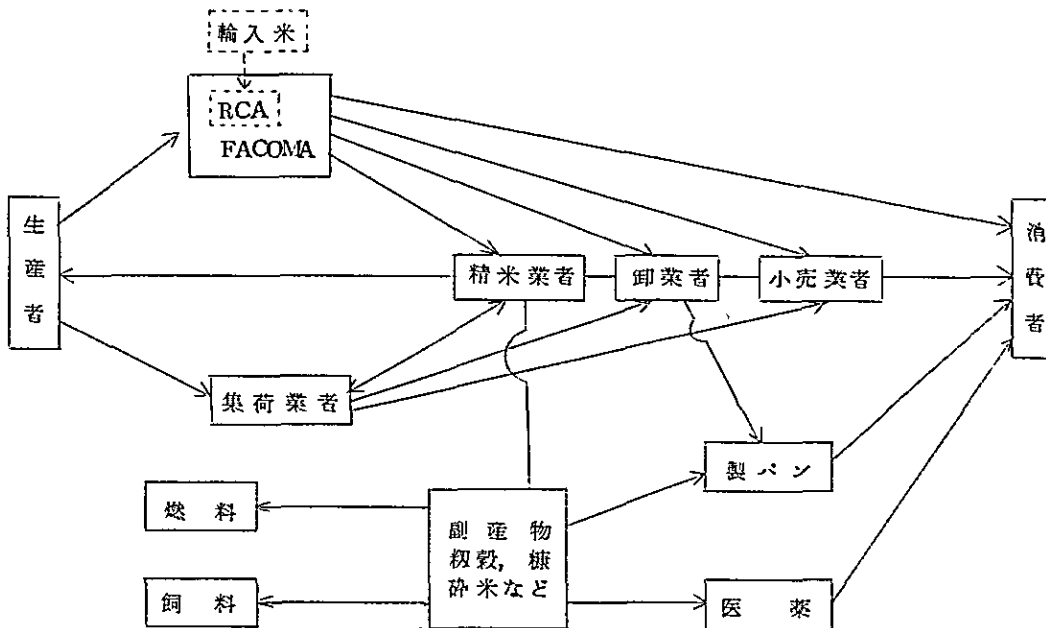 輸入米
RCA
FACOMA
生産者
消費者
精米業者
卸業者
小売業者
集荷業者
製パン
燃料
副産物
籾殻,糠
砕米など
飼料
医薬